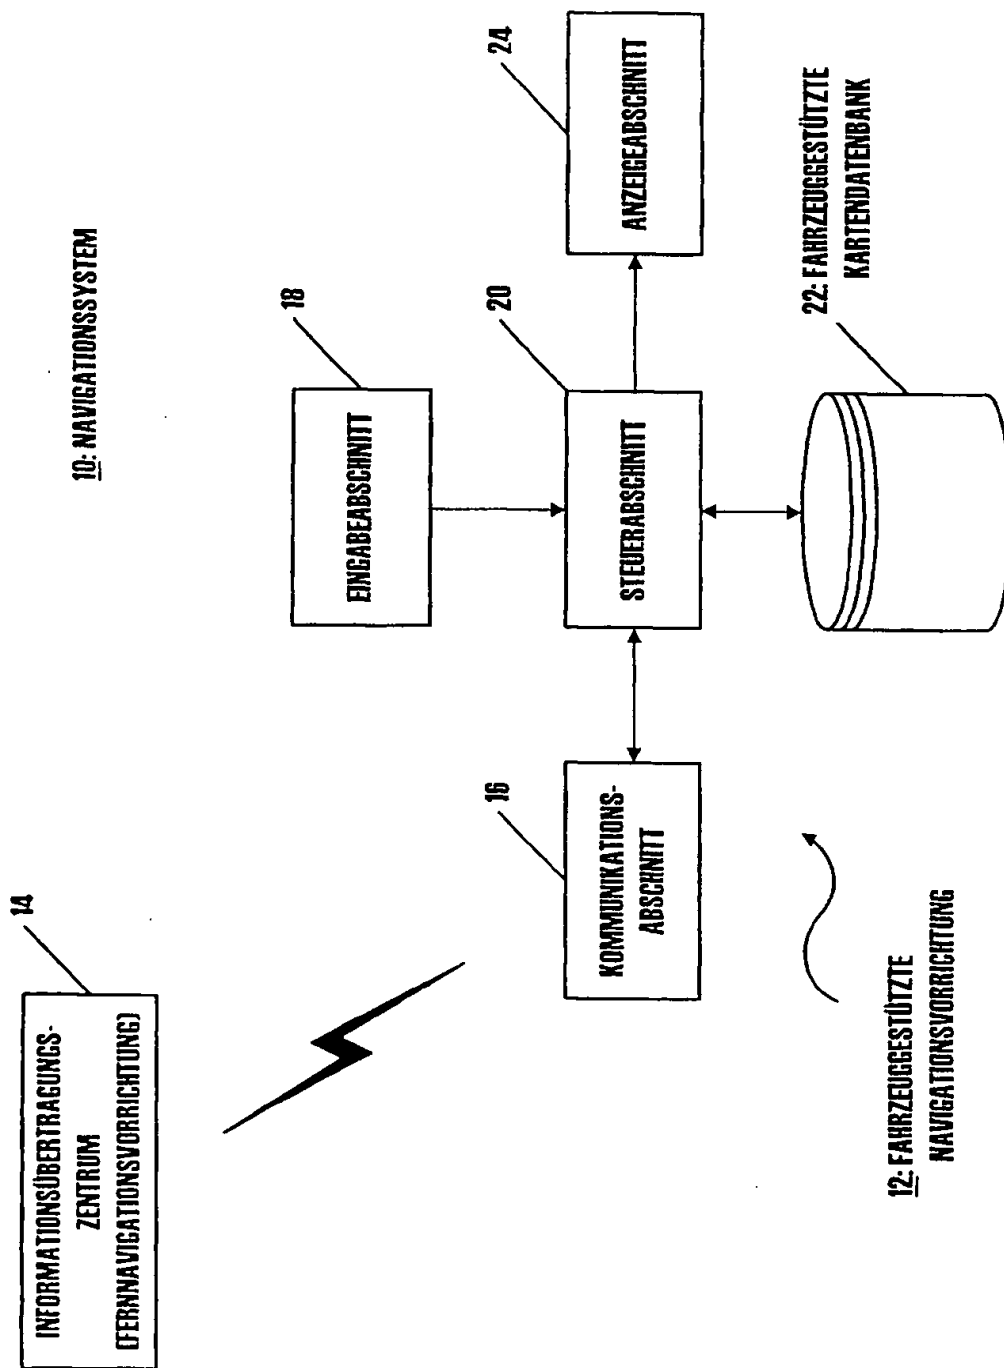 10: NAVIGATIONSSYSTEM
14
INFORMATIONSÜBERTRAGUNGS-
ZENTRUM
(FERNNAVIGATIONSVORRICHTUNG)
18
EINGABEABSCHNITT
16
KOMMUNIKATIONS-
ABSCHNITT
20
STEUERABSCHNITT
24
ANZEIGEABSCHNITT
12: FAHRZEUGGESTÜTZTE
NAVIGATIONSVORRICHTUNG
22: FAHRZEUGGESTÜTZTE
KARTENDATENBANK